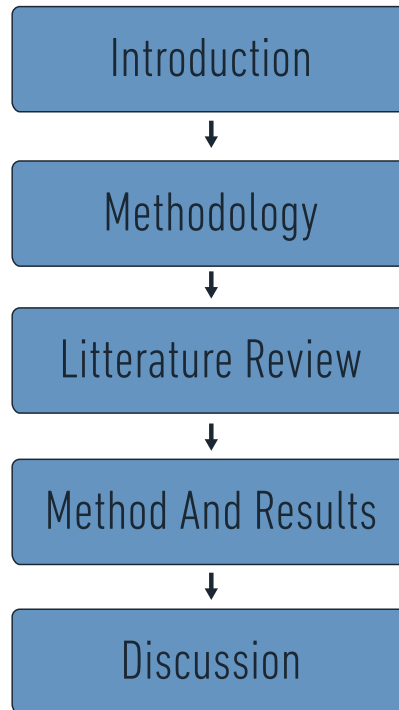 Introduction
Methodology
Litterature Review
Method And Results
Discussion